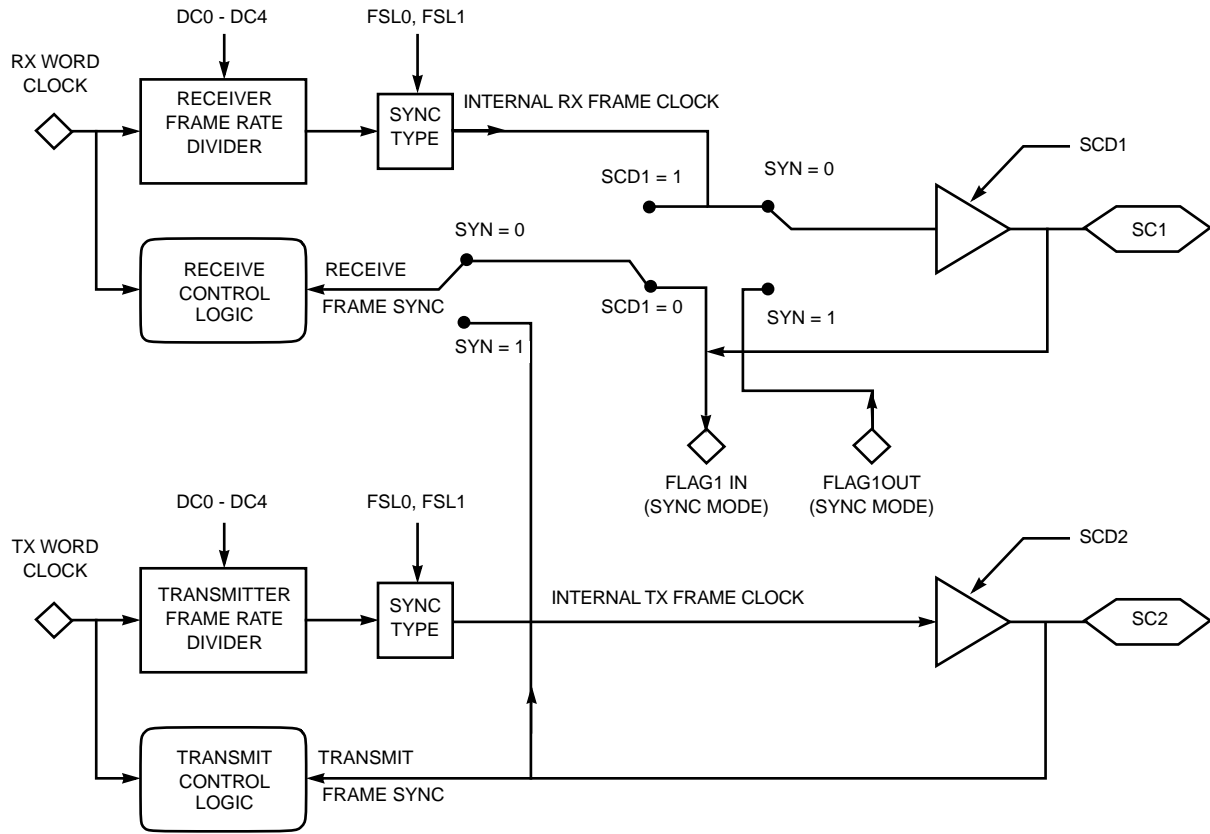 DC0 - DC4
FSL0, FSL1
RX WORD
CLOCK
RECEIVER
FRAME RATE
DIVIDER
SYNC
TYPE
INTERNAL RX FRAME CLOCK
SCD1 = 1
SYN = 0
SCD1
SC1
RECEIVE
CONTROL
LOGIC
RECEIVE
FRAME SYNC
SYN = 0
SCD1 = 0
SYN = 1
SYN = 1
FLAG1 IN
(SYNC MODE)
FLAG1OUT
(SYNC MODE)
DC0 - DC4
FSL0, FSL1
TX WORD
CLOCK
TRANSMITTER
FRAME RATE
DIVIDER
SYNC
TYPE
INTERNAL TX FRAME CLOCK
SCD2
SC2
TRANSMIT
CONTROL
LOGIC
TRANSMIT
FRAME SYNC